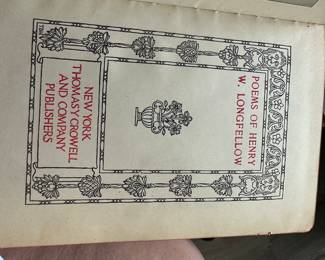 POEMS OF HENRY
W. LONGFELLOW
NEW YORK
THOMAS Y. CROWELL
AND COMPANY
PUBLISHERS